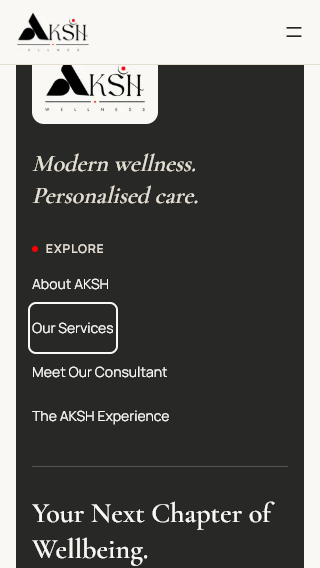 AKSH
WELLNESS
AKSH
WELLNESS
Modern wellness.
Personalised care.
EXPLORE
About AKSH
Our Services
Meet Our Consultant
The AKSH Experience
Your Next Chapter of
Wellbeing.